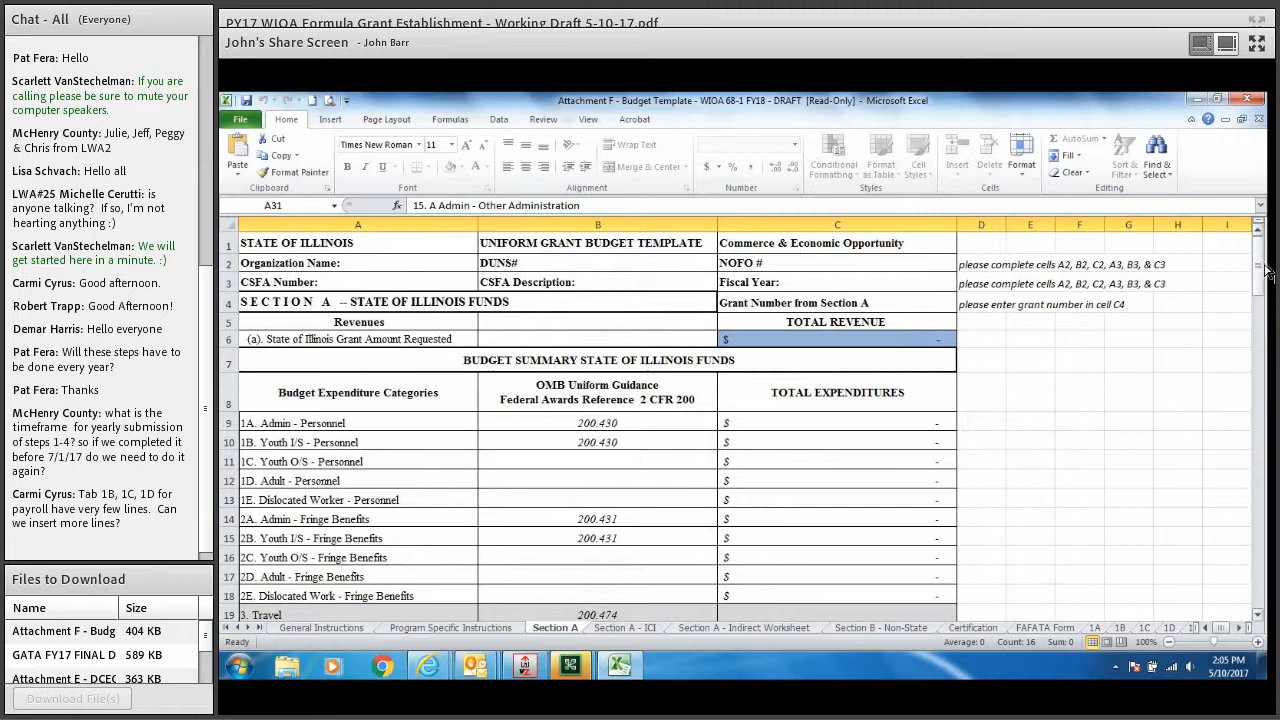 Chat - All (Everyone)
Pat Fera: Hello
Scarlett VanStechelman: If you are
calling please be sure to mute your
computer speakers.
McHenry County: Julie, Jeff, Peggy
& Chris from LWA2
Lisa Schvach: Hello all
LWA#25 Michelle Cerutti: is
anyone talking? If so, I'm not
hearting anything :)
Scarlett VanStechelman: We will
get started here in a minute. :)
Carmi Cyrus: Good afternoon.
Robert Trapp: Good Afternoon!
Demar Harris: Hello everyone
Pat Fera: Will these steps have to
be done every year?
Pat Fera: Thanks
McHenry County: what is the
timeframe for yearly submission
of steps 1-4? so if we completed it
before 7/1/17 do we need to do it
again?
Carmi Cyrus: Tab 1B, 1C, 1D for
payroll have very few lines. Can
we insert more lines?
Files to Download
Name Size
Attachment F - Budg 404 KB
GATA FY17 FINAL D 589 KB
Attachment E - DCEC 363 KB
Download File(s)
PY17 WIOA Formula Grant Establishment - Working Draft 5-10-17.pdf
John's Share Screen - John Barr
Attachment F - Budget Template - WIOA 68-1 FY18 - DRAFT [Read-Only] - Microsoft Excel
File Home Insert Page Layout Formulas Data Review View Acrobat
Paste Cut Copy Format Painter Clipboard
Times New Roman 11 B I U Font
Wrap Text Merge & Center Alignment
$ % , Number
Conditional Formatting Format as Table Cell Styles Styles
Insert Delete Format Cells
AutoSum Fill Clear Sort & Filter Find & Select Editing
A31 fx 15. A Admin - Other Administration
A B C D E F G H I
1 STATE OF ILLINOIS UNIFORM GRANT BUDGET TEMPLATE Commerce & Economic Opportunity
2 Organization Name: DUNS# NOFO # please complete cells A2, B2, C2, A3, B3, & C3
3 CSFA Number: CSFA Description: Fiscal Year: please complete cells A2, B2, C2, A3, B3, & C3
4 S E C T I O N A -- STATE OF ILLINOIS FUNDS Grant Number from Section A please enter grant number in cell C4
5 Revenues TOTAL REVENUE
6 (a). State of Illinois Grant Amount Requested $ -
7 BUDGET SUMMARY STATE OF ILLINOIS FUNDS
8 Budget Expenditure Categories OMB Uniform Guidance Federal Awards Reference 2 CFR 200 TOTAL EXPENDITURES
9 1A. Admin - Personnel 200.430 $ -
10 1B. Youth I/S - Personnel 200.430 $ -
11 1C. Youth O/S - Personnel $ -
12 1D. Adult - Personnel $ -
13 1E. Dislocated Worker - Personnel $ -
14 2A. Admin - Fringe Benefits 200.431 $ -
15 2B. Youth I/S - Fringe Benefits 200.431 $ -
16 2C. Youth O/S - Fringe Benefits $ -
17 2D. Adult - Fringe Benefits $ -
18 2E. Dislocated Work - Fringe Benefits $ -
19 3. Travel 200.474
General Instructions Program Specific Instructions Section A Section A - ICI Section A - Indirect Worksheet Section B - Non-State Certification FAFATA Form 1A 1B 1C 1D
Ready Average: 0 Count: 16 Sum: 0 100%
2:05 PM
5/10/2017